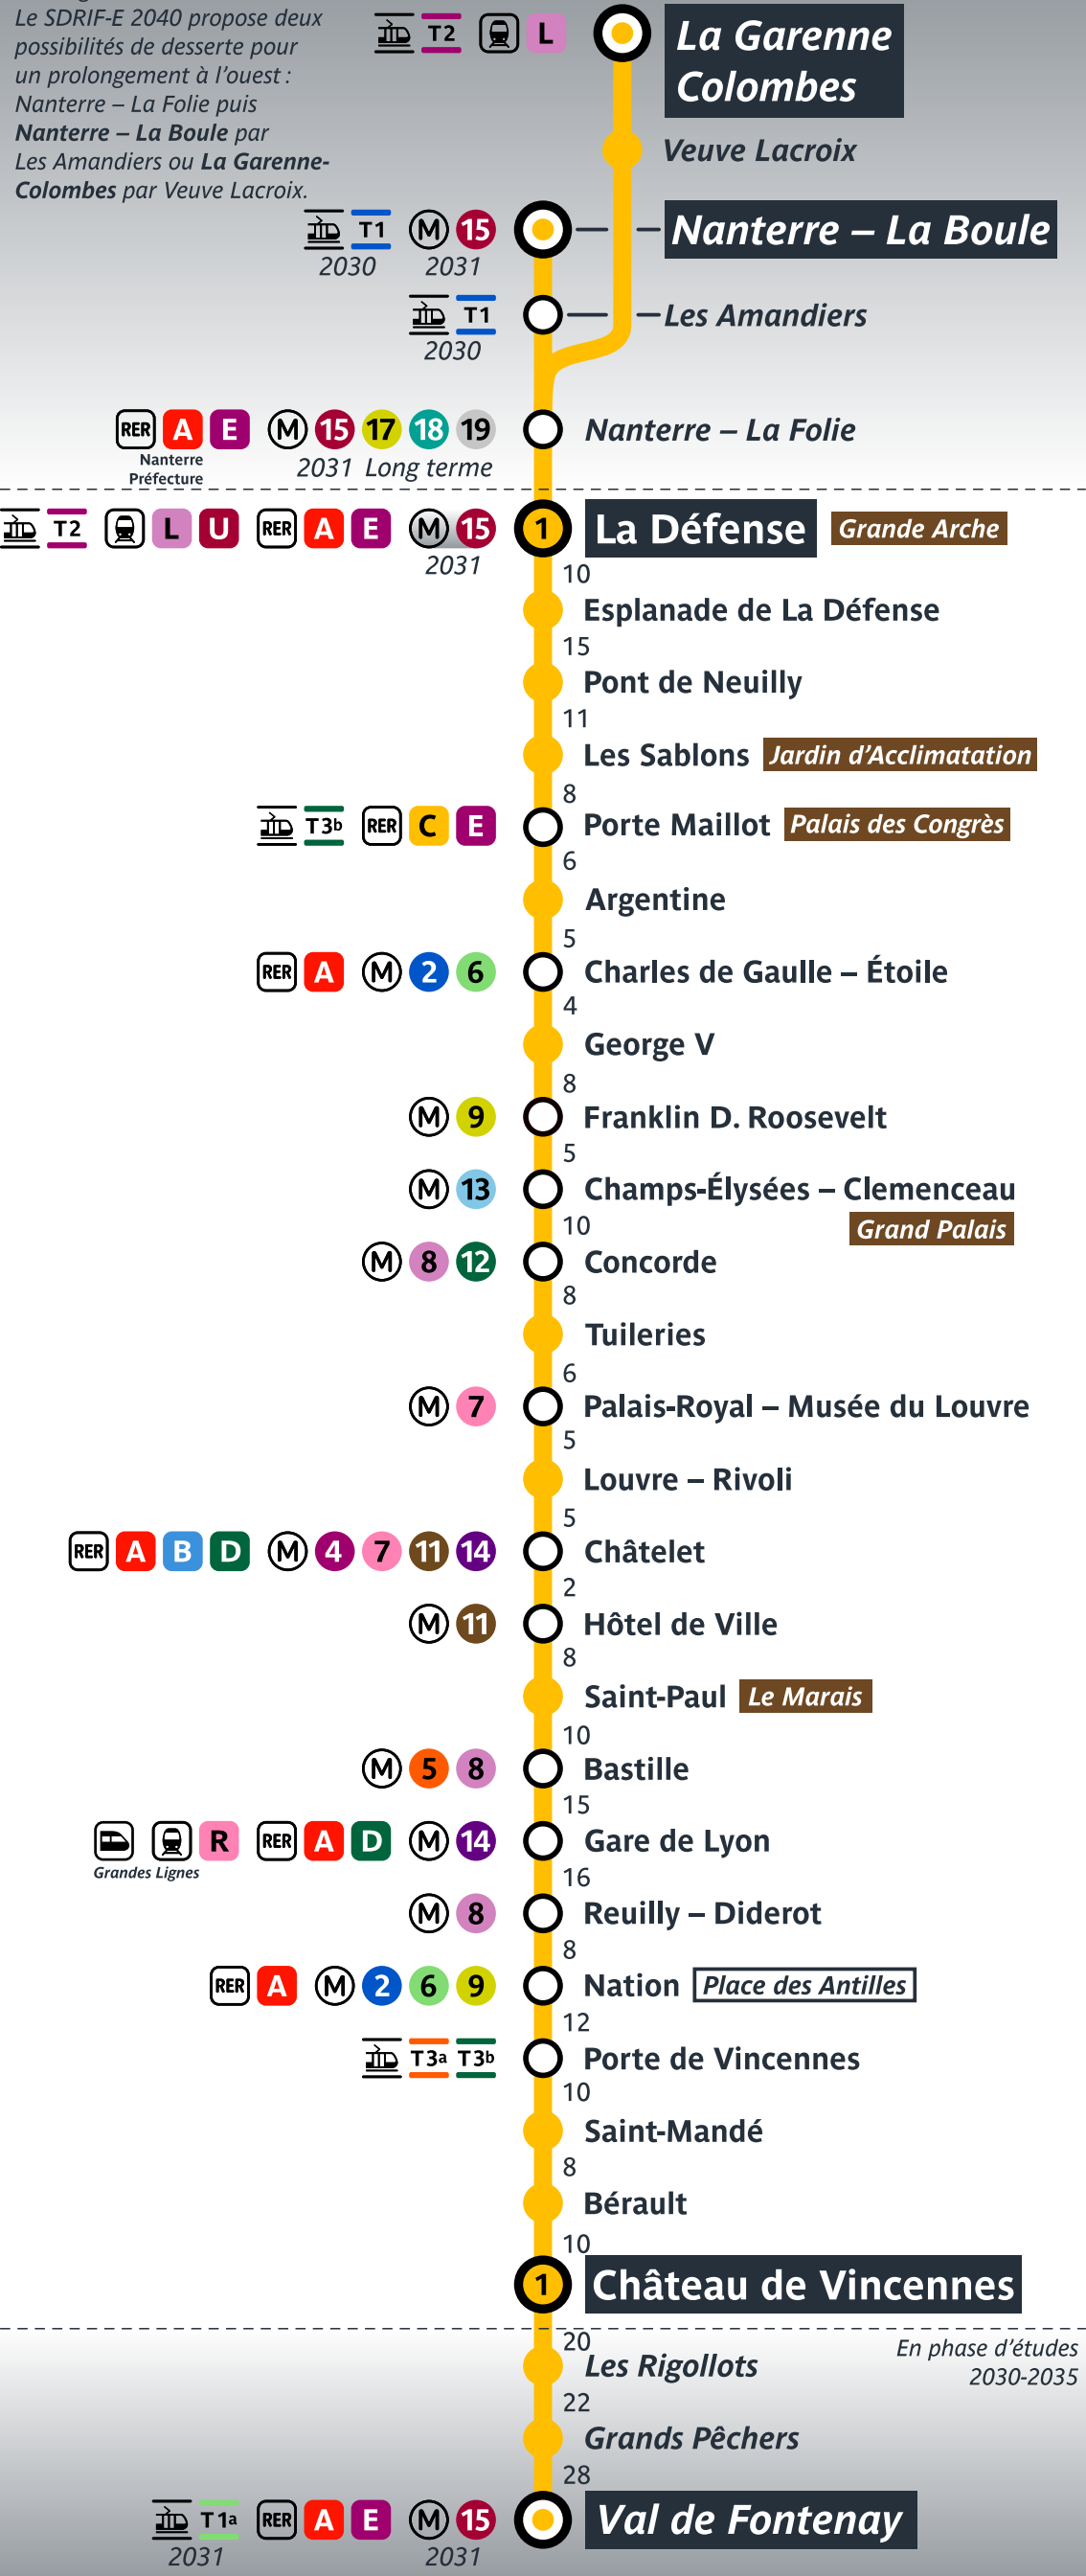 Le SDRIF-E 2040 propose deux
possibilités de desserte pour
un prolongement à l'ouest :
Nanterre – La Folie puis
Nanterre – La Boule par
Les Amandiers ou La Garenne-
Colombes par Veuve Lacroix.
T2 L La Garenne
Colombes
Veuve Lacroix
T1 M 15 Nanterre – La Boule
2030 2031
T1 Les Amandiers
2030
RER A E M 15 17 18 19 Nanterre – La Folie
Nanterre
Préfecture
2031 Long terme
T2 L U RER A E M 15 1 La Défense Grande Arche
2031
10
Esplanade de La Défense
15
Pont de Neuilly
11
Les Sablons Jardin d'Acclimatation
8
T3b RER C E Porte Maillot Palais des Congrès
6
Argentine
5
RER A M 2 6 Charles de Gaulle – Étoile
4
George V
8
M 9 Franklin D. Roosevelt
5
M 13 Champs-Élysées – Clemenceau
10 Grand Palais
M 8 12 Concorde
8
Tuileries
6
M 7 Palais-Royal – Musée du Louvre
5
Louvre – Rivoli
5
RER A B D M 4 7 11 14 Châtelet
2
M 11 Hôtel de Ville
8
Saint-Paul Le Marais
10
M 5 8 Bastille
15
R RER A D M 14 Gare de Lyon
Grandes Lignes
16
M 8 Reuilly – Diderot
8
RER A M 2 6 9 Nation Place des Antilles
12
T3a T3b Porte de Vincennes
10
Saint-Mandé
8
Bérault
10
1 Château de Vincennes
20
En phase d'études
2030-2035
Les Rigollots
22
Grands Pêchers
28
T1a RER A E M 15 Val de Fontenay
2031 2031